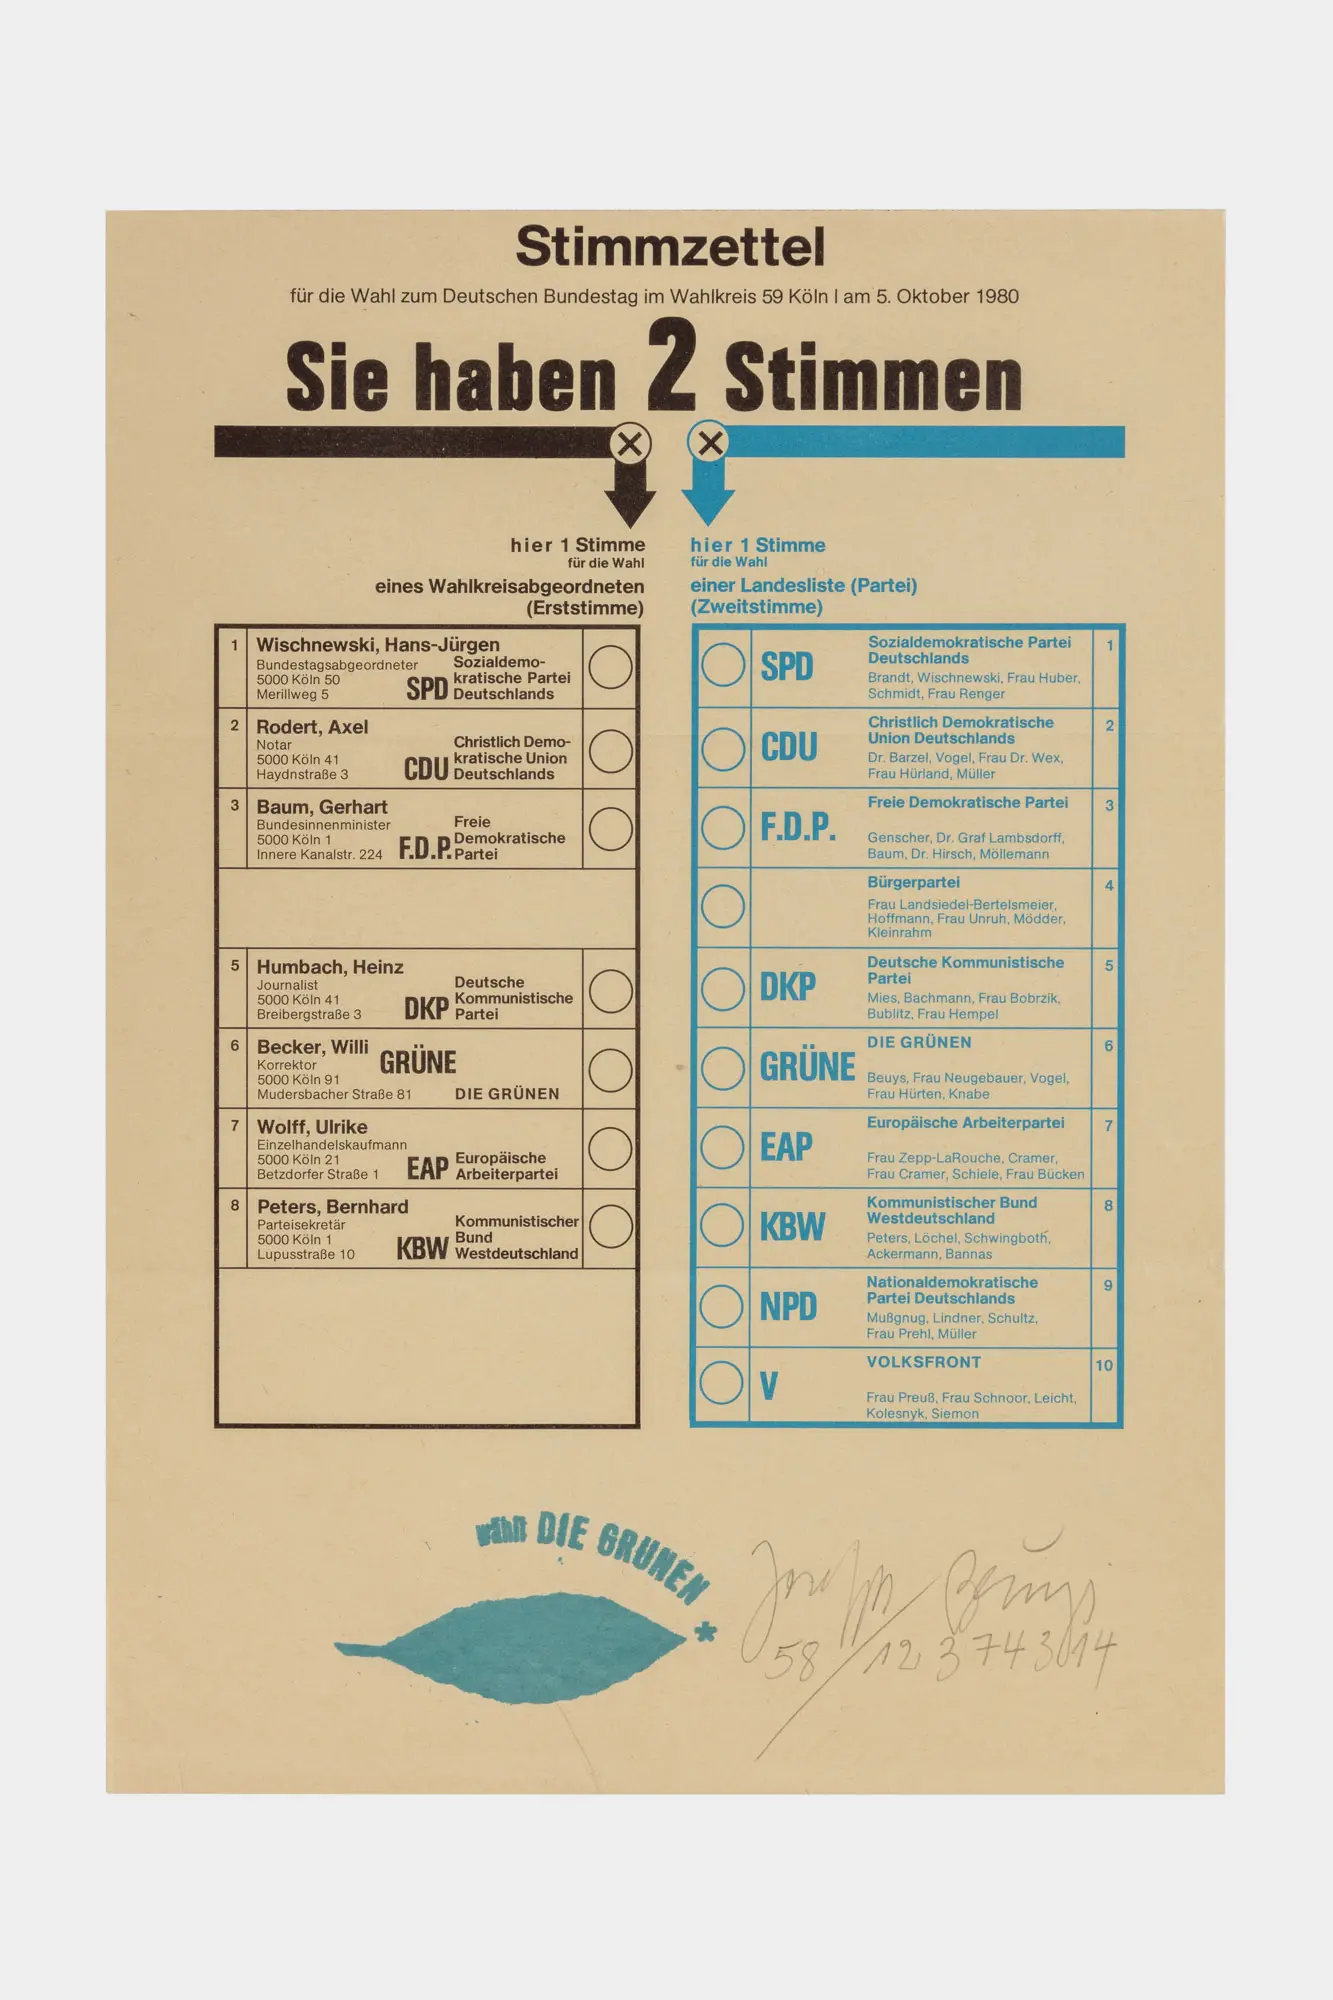 Stimmzettel
für die Wahl zum Deutschen Bundestag im Wahlkreis 59 Köln I am 5. Oktober 1980
Sie haben 2 Stimmen
hier 1 Stimme
für die Wahl
eines Wahlkreisabgeordneten
(Erststimme)
1 Wischnewski, Hans-Jürgen
Bundestagsabgeordneter
5000 Köln 50
Merillweg 5
SPD
Sozialdemo-
kratische Partei
Deutschlands
2 Rodert, Axel
Notar
5000 Köln 41
Haydnstraße 3
CDU
Christlich Demo-
kratische Union
Deutschlands
3 Baum, Gerhart
Bundesinnenminister
5000 Köln 1
Innere Kanalstr. 224
F.D.P.
Freie
Demokratische
Partei
5 Humbach, Heinz
Journalist
5000 Köln 41
Breibergstraße 3
DKP
Deutsche
Kommunistische
Partei
6 Becker, Willi
Korrektor
5000 Köln 91
Mudersbacher Straße 81
GRÜNE
DIE GRÜNEN
7 Wolff, Ulrike
Einzelhandelskaufmann
5000 Köln 21
Betzdorfer Straße 1
EAP
Europäische
Arbeiterpartei
8 Peters, Bernhard
Parteisekretär
5000 Köln 1
Lupusstraße 10
KBW
Kommunistischer
Bund
Westdeutschland
hier 1 Stimme
für die Wahl
einer Landesliste (Partei)
(Zweitstimme)
SPD
Sozialdemokratische Partei 1
Deutschlands
Brandt, Wischnewski, Frau Huber,
Schmidt, Frau Renger
CDU
Christlich Demokratische 2
Union Deutschlands
Dr. Barzel, Vogel, Frau Dr. Wex,
Frau Hürland, Müller
F.D.P.
Freie Demokratische Partei 3
Genscher, Dr. Graf Lambsdorff,
Baum, Dr. Hirsch, Möllemann
Bürgerpartei 4
Frau Landsiedel-Bertelsmeier,
Hoffmann, Frau Unruh, Mödder,
Kleinrahm
DKP
Deutsche Kommunistische 5
Partei
Mies, Bachmann, Frau Bobrzik,
Bublitz, Frau Hempel
GRÜNE
DIE GRÜNEN 6
Beuys, Frau Neugebauer, Vogel,
Frau Hürten, Knabe
EAP
Europäische Arbeiterpartei 7
Frau Zepp-LaRouche, Cramer,
Frau Cramer, Schiele, Frau Bücken
KBW
Kommunistischer Bund 8
Westdeutschland
Peters, Löchel, Schwingboth,
Ackermann, Bannas
NPD
Nationaldemokratische 9
Partei Deutschlands
Mußgnug, Lindner, Schultz,
Frau Prehl, Müller
V
VOLKSFRONT 10
Frau Preuß, Frau Schnoor, Leicht,
Kolesnyk, Siemon
wählt DIE GRÜNEN *
Joseph Beuys